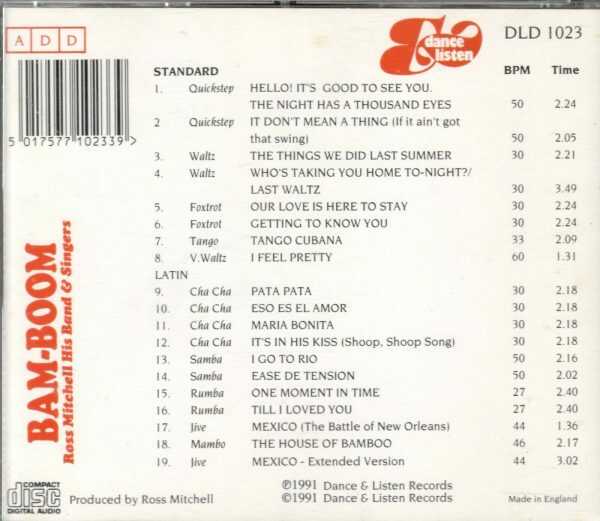 A D D
dance & listen
DLD 1023
5 017577 102339 >
STANDARD BPM Time
1. Quickstep HELLO! IT'S GOOD TO SEE YOU.
THE NIGHT HAS A THOUSAND EYES 50 2.24
2 Quickstep IT DON'T MEAN A THING (If it ain't got
that swing) 50 2.05
3. Waltz THE THINGS WE DID LAST SUMMER 30 2.21
4. Waltz WHO'S TAKING YOU HOME TO-NIGHT?/
LAST WALTZ 30 3.49
5. Foxtrot OUR LOVE IS HERE TO STAY 30 2.24
6. Foxtrot GETTING TO KNOW YOU 30 2.24
7. Tango TANGO CUBANA 33 2.09
8. V.Waltz I FEEL PRETTY 60 1.31
LATIN
9. Cha Cha PATA PATA 30 2.18
10. Cha Cha ESO ES EL AMOR 30 2.18
11. Cha Cha MARIA BONITA 30 2.18
12. Cha Cha IT'S IN HIS KISS (Shoop, Shoop Song) 30 2.18
13. Samba I GO TO RIO 50 2.16
14. Samba EASE DE TENSION 50 2.02
15. Rumba ONE MOMENT IN TIME 27 2.40
16. Rumba TILL I LOVED YOU 27 2.40
17. Jive MEXICO (The Battle of New Orleans) 44 1.36
18. Mambo THE HOUSE OF BAMBOO 46 2.17
19. Jive MEXICO - Extended Version 44 3.02
BAM-BOOM
Ross Mitchell His Band & Singers
COMPACT
disc
DIGITAL AUDIO
Produced by Ross Mitchell
℗1991 Dance & Listen Records
©1991 Dance & Listen Records
Made in England